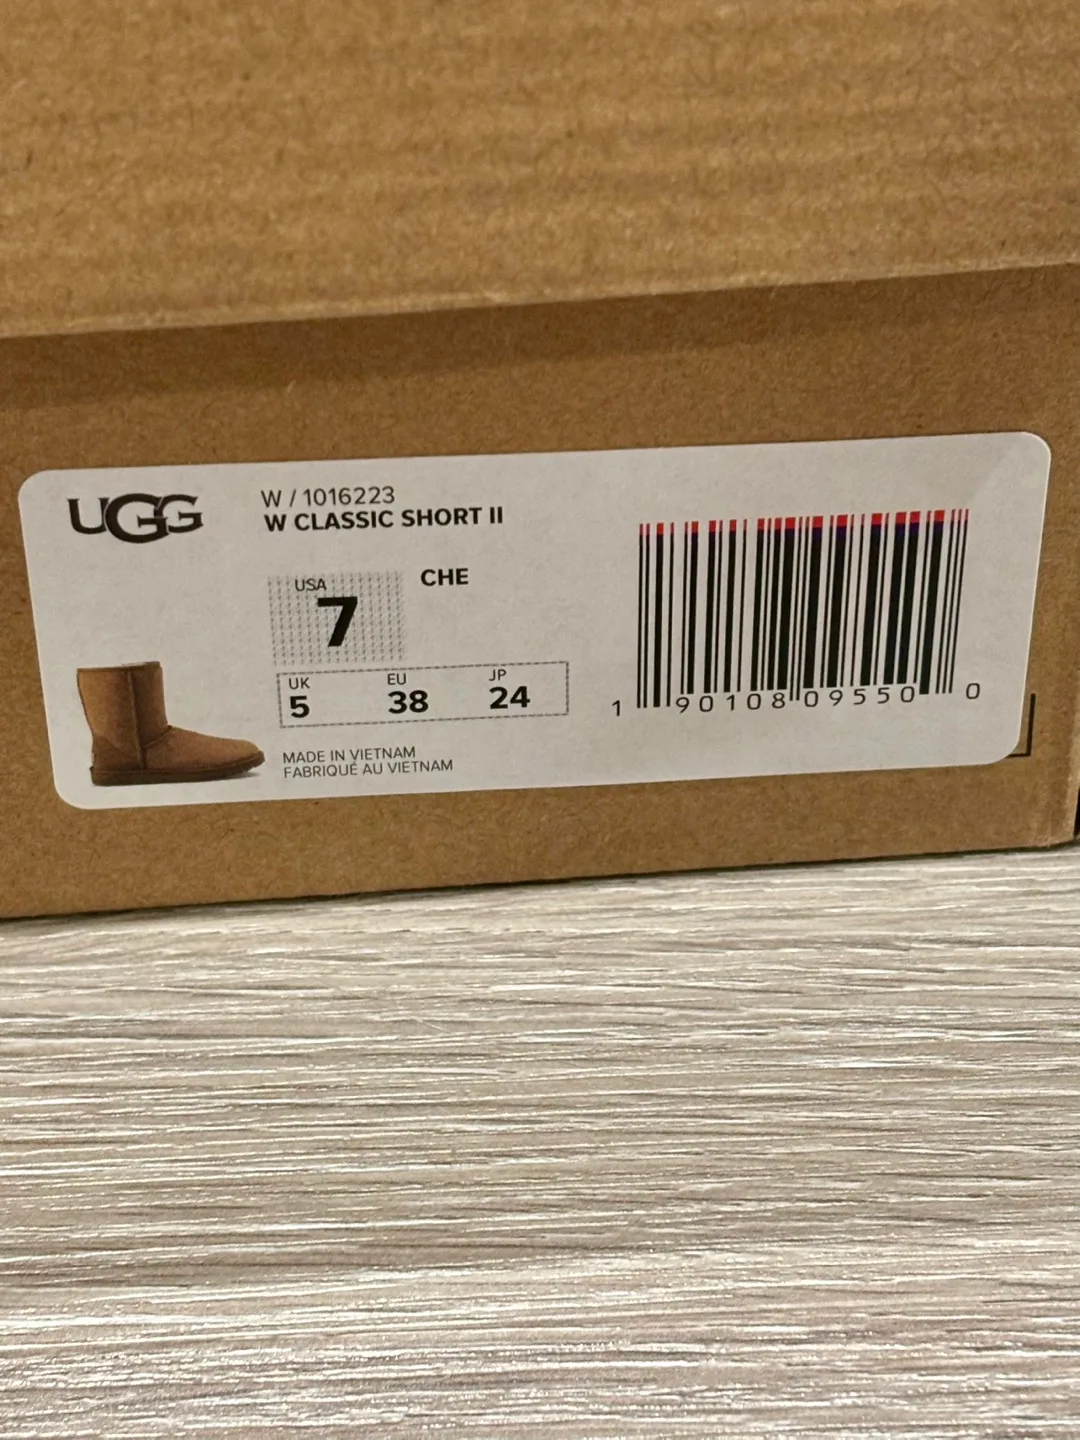 UGG
W / 1016223
W CLASSIC SHORT II
USA
7
CHE
UK EU JP
5 38 24
MADE IN VIETNAM
FABRIQUÉ AU VIETNAM
1 90108 09550 0